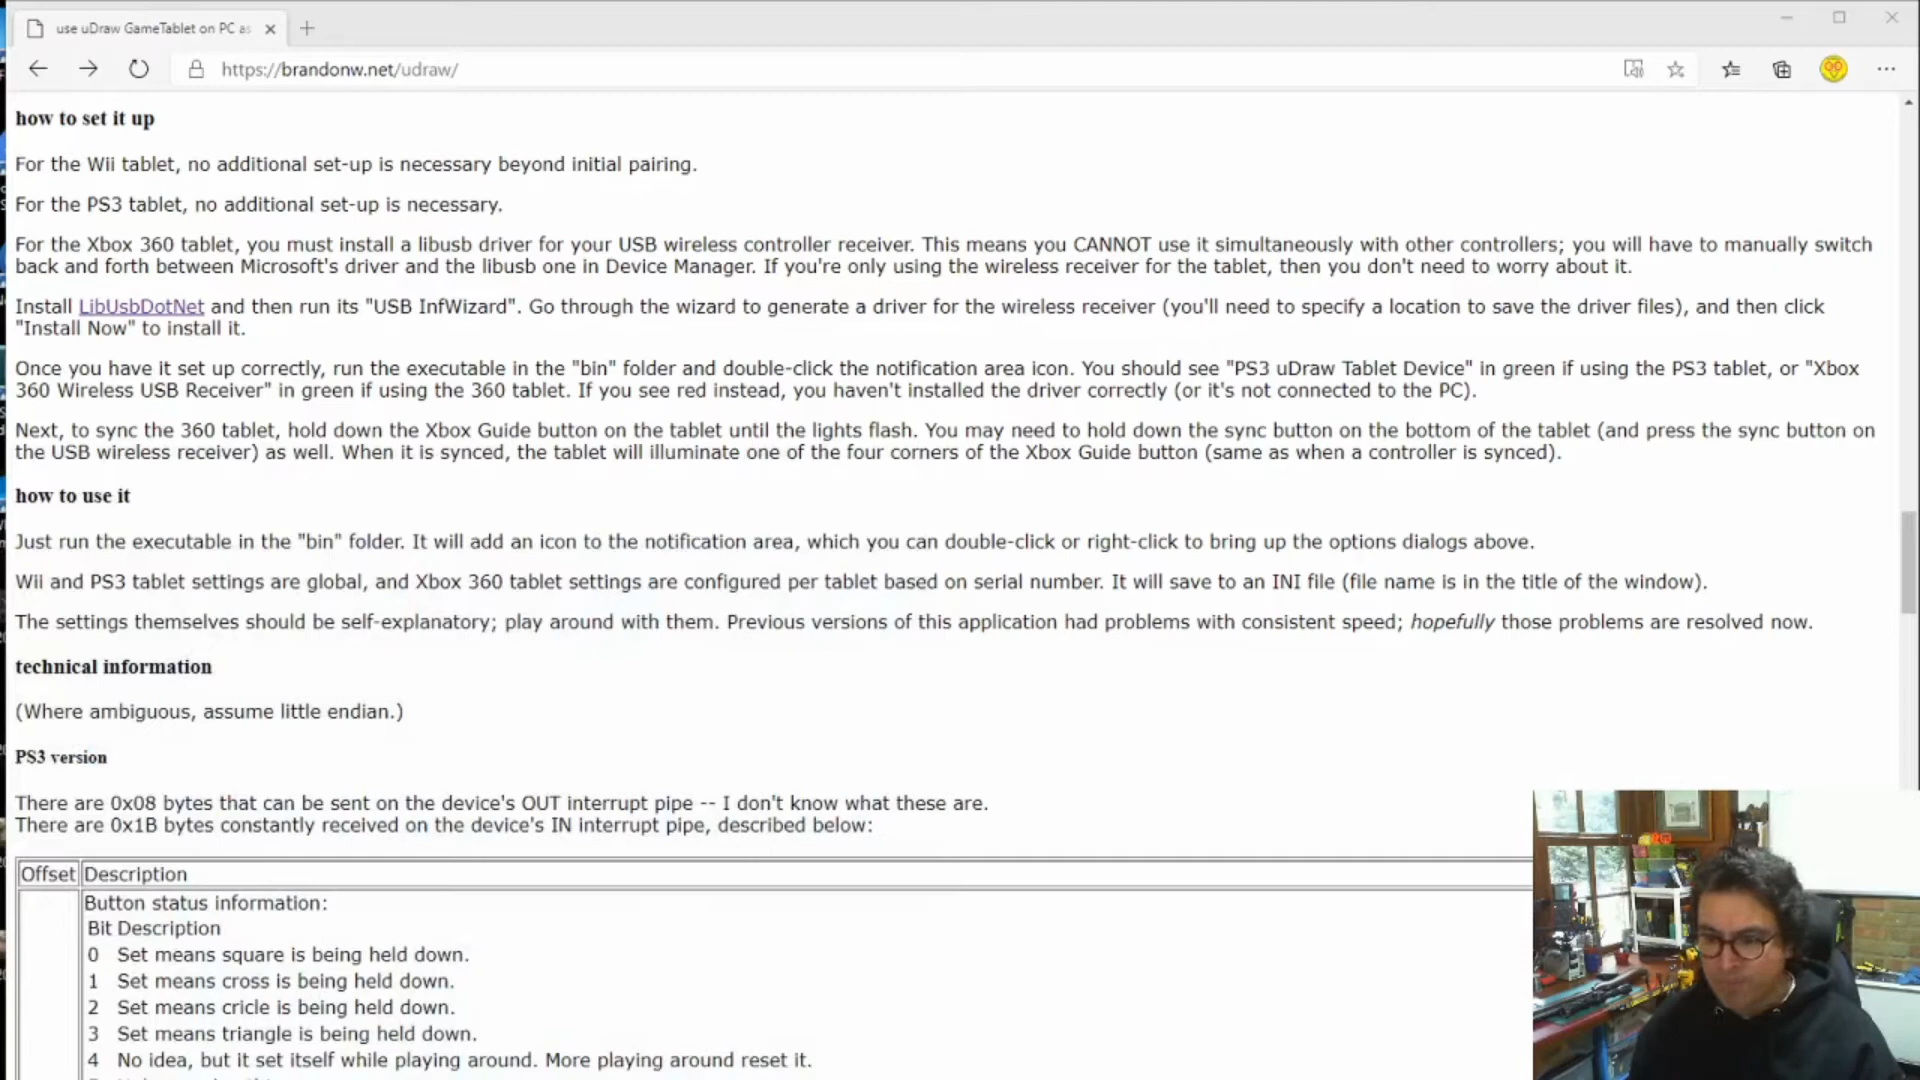 use uDraw GameTablet on PC as
https://brandonw.net/udraw/
how to set it up
For the Wii tablet, no additional set-up is necessary beyond initial pairing.
For the PS3 tablet, no additional set-up is necessary.
For the Xbox 360 tablet, you must install a libusb driver for your USB wireless controller receiver. This means you CANNOT use it simultaneously with other controllers; you will have to manually switch
back and forth between Microsoft's driver and the libusb one in Device Manager. If you're only using the wireless receiver for the tablet, then you don't need to worry about it.
Install LibUsbDotNet and then run its "USB InfWizard". Go through the wizard to generate a driver for the wireless receiver (you'll need to specify a location to save the driver files), and then click
"Install Now" to install it.
Once you have it set up correctly, run the executable in the "bin" folder and double-click the notification area icon. You should see "PS3 uDraw Tablet Device" in green if using the PS3 tablet, or "Xbox
360 Wireless USB Receiver" in green if using the 360 tablet. If you see red instead, you haven't installed the driver correctly (or it's not connected to the PC).
Next, to sync the 360 tablet, hold down the Xbox Guide button on the tablet until the lights flash. You may need to hold down the sync button on the bottom of the tablet (and press the sync button on
the USB wireless receiver) as well. When it is synced, the tablet will illuminate one of the four corners of the Xbox Guide button (same as when a controller is synced).
how to use it
Just run the executable in the "bin" folder. It will add an icon to the notification area, which you can double-click or right-click to bring up the options dialogs above.
Wii and PS3 tablet settings are global, and Xbox 360 tablet settings are configured per tablet based on serial number. It will save to an INI file (file name is in the title of the window).
The settings themselves should be self-explanatory; play around with them. Previous versions of this application had problems with consistent speed; hopefully those problems are resolved now.
technical information
(Where ambiguous, assume little endian.)
PS3 version
There are 0x08 bytes that can be sent on the device's OUT interrupt pipe -- I don't know what these are.
There are 0x1B bytes constantly received on the device's IN interrupt pipe, described below:
Offset Description
Button status information:
Bit Description
0 Set means square is being held down.
1 Set means cross is being held down.
2 Set means cricle is being held down.
3 Set means triangle is being held down.
4 No idea, but it set itself while playing around. More playing around reset it.